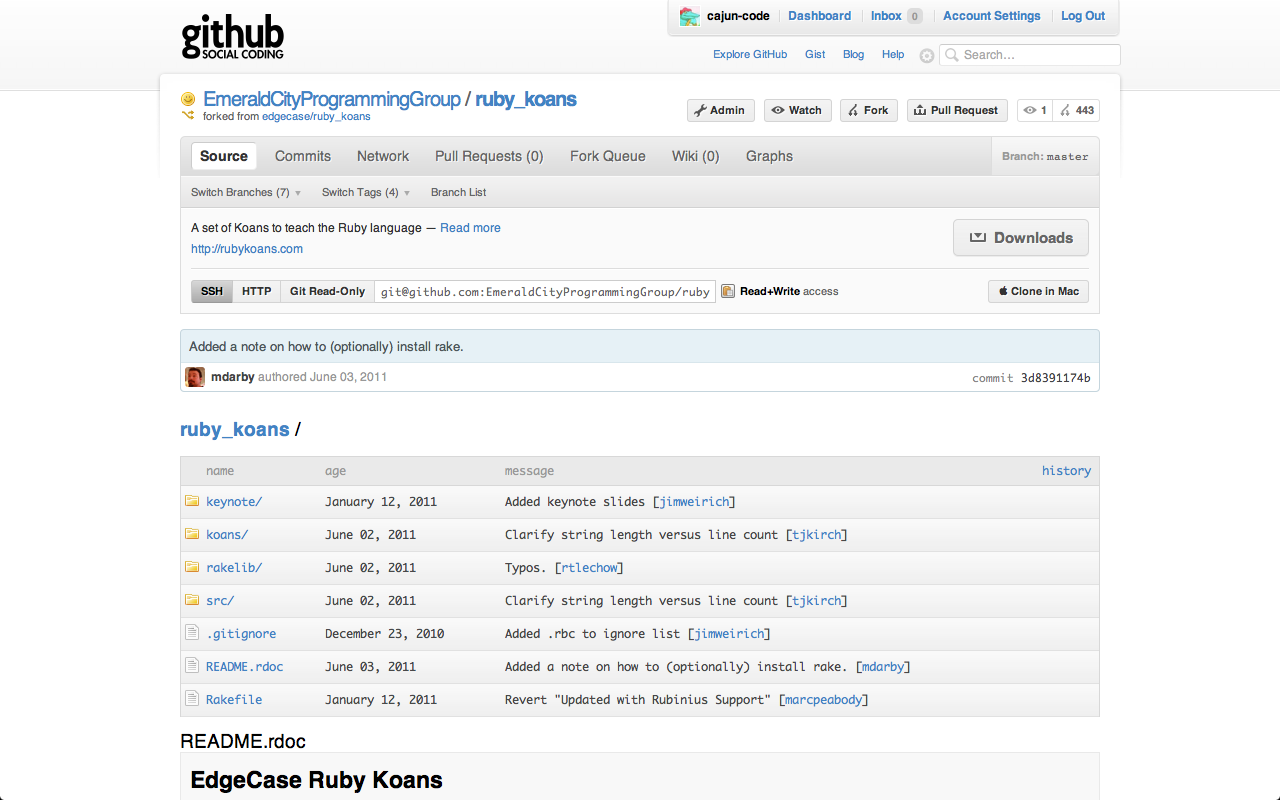 github
SOCIAL CODING
cajun-code Dashboard Inbox 0 Account Settings Log Out
Explore GitHub Gist Blog Help Search...
EmeraldCityProgrammingGroup / ruby_koans
forked from edgecase/ruby_koans
Admin Watch Fork Pull Request 1 443
Source Commits Network Pull Requests (0) Fork Queue Wiki (0) Graphs Branch: master
Switch Branches (7) Switch Tags (4) Branch List
A set of Koans to teach the Ruby language — Read more
http://rubykoans.com
Downloads
SSH HTTP Git Read-Only git@github.com:EmeraldCityProgrammingGroup/ruby Read+Write access Clone in Mac
Added a note on how to (optionally) install rake.
mdarby authored June 03, 2011 commit 3d8391174b
ruby_koans /
name age message history
keynote/ January 12, 2011 Added keynote slides [jimweirich]
koans/ June 02, 2011 Clarify string length versus line count [tjkirch]
rakelib/ June 02, 2011 Typos. [rtlechow]
src/ June 02, 2011 Clarify string length versus line count [tjkirch]
.gitignore December 23, 2010 Added .rbc to ignore list [jimweirich]
README.rdoc June 03, 2011 Added a note on how to (optionally) install rake. [mdarby]
Rakefile January 12, 2011 Revert "Updated with Rubinius Support" [marcpeabody]
README.rdoc
EdgeCase Ruby Koans